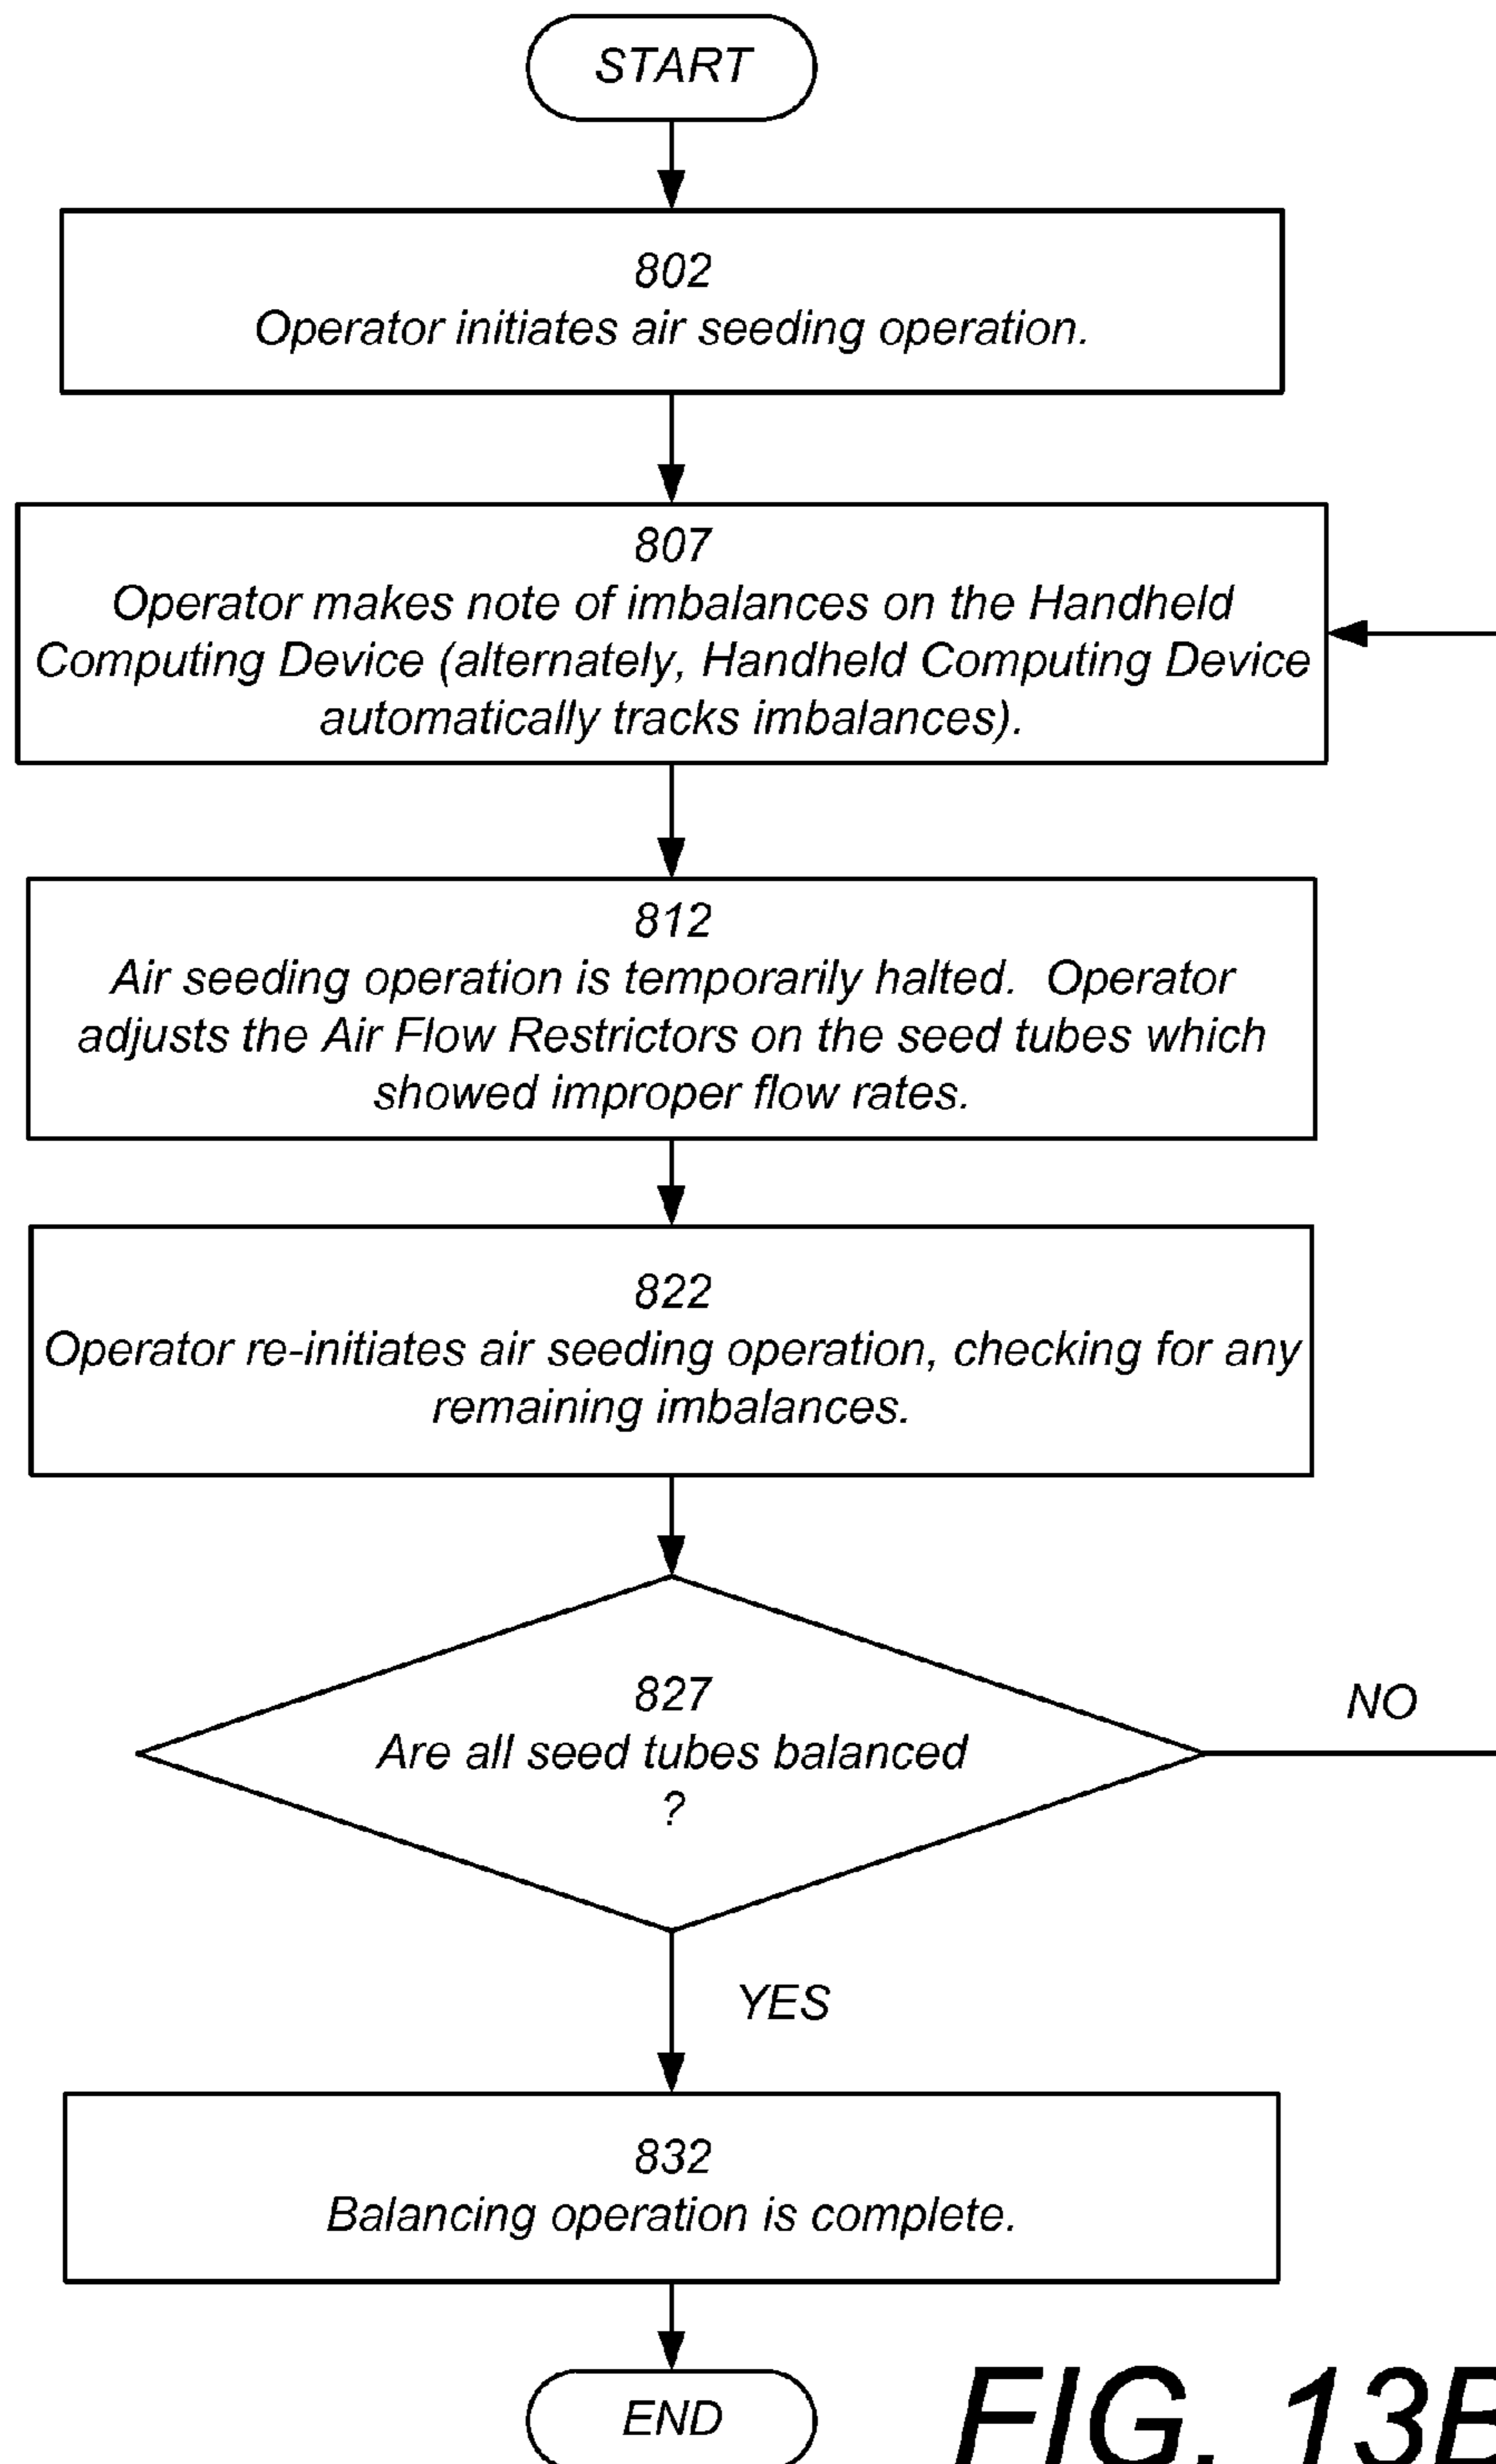 START
802
Operator initiates air seeding operation.
807
Operator makes note of imbalances on the Handheld
Computing Device (alternately, Handheld Computing Device
automatically tracks imbalances).
812
Air seeding operation is temporarily halted.  Operator
adjusts the Air Flow Restrictors on the seed tubes which
showed improper flow rates.
822
Operator re-initiates air seeding operation, checking for any
remaining imbalances.
827
Are all seed tubes balanced
?
NO
YES
832
Balancing operation is complete.
END
FIG. 13B